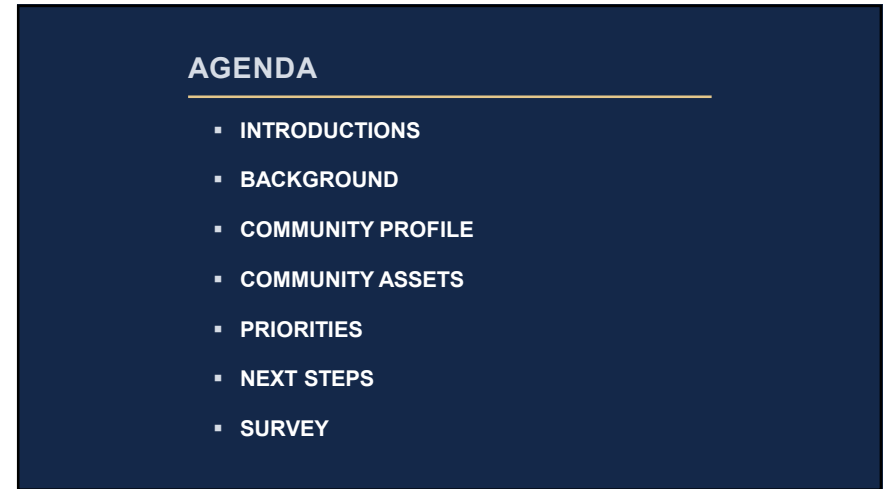 AGENDA
▪ INTRODUCTIONS
▪ BACKGROUND
▪ COMMUNITY PROFILE
▪ COMMUNITY ASSETS
▪ PRIORITIES
▪ NEXT STEPS
▪ SURVEY